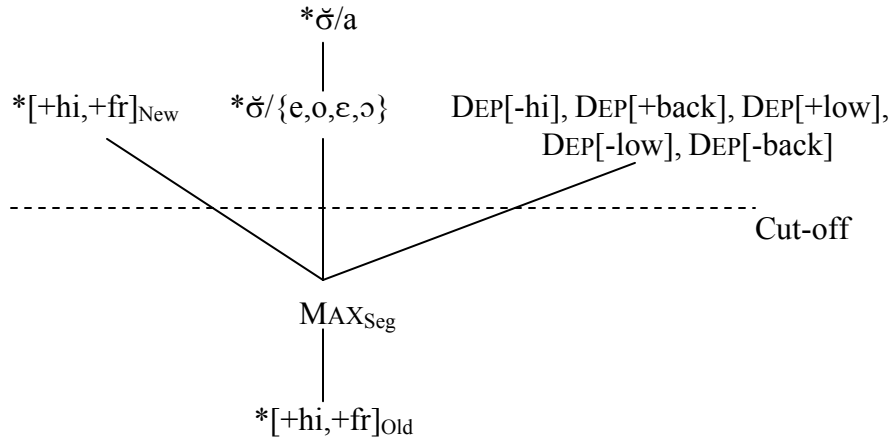 *σ̆/a
*[+hi,+fr]New *σ̆/{e,o,ɛ,ɔ} DEP[-hi], DEP[+back], DEP[+low],
DEP[-low], DEP[-back]
Cut-off
MAXSeg
*[+hi,+fr]Old